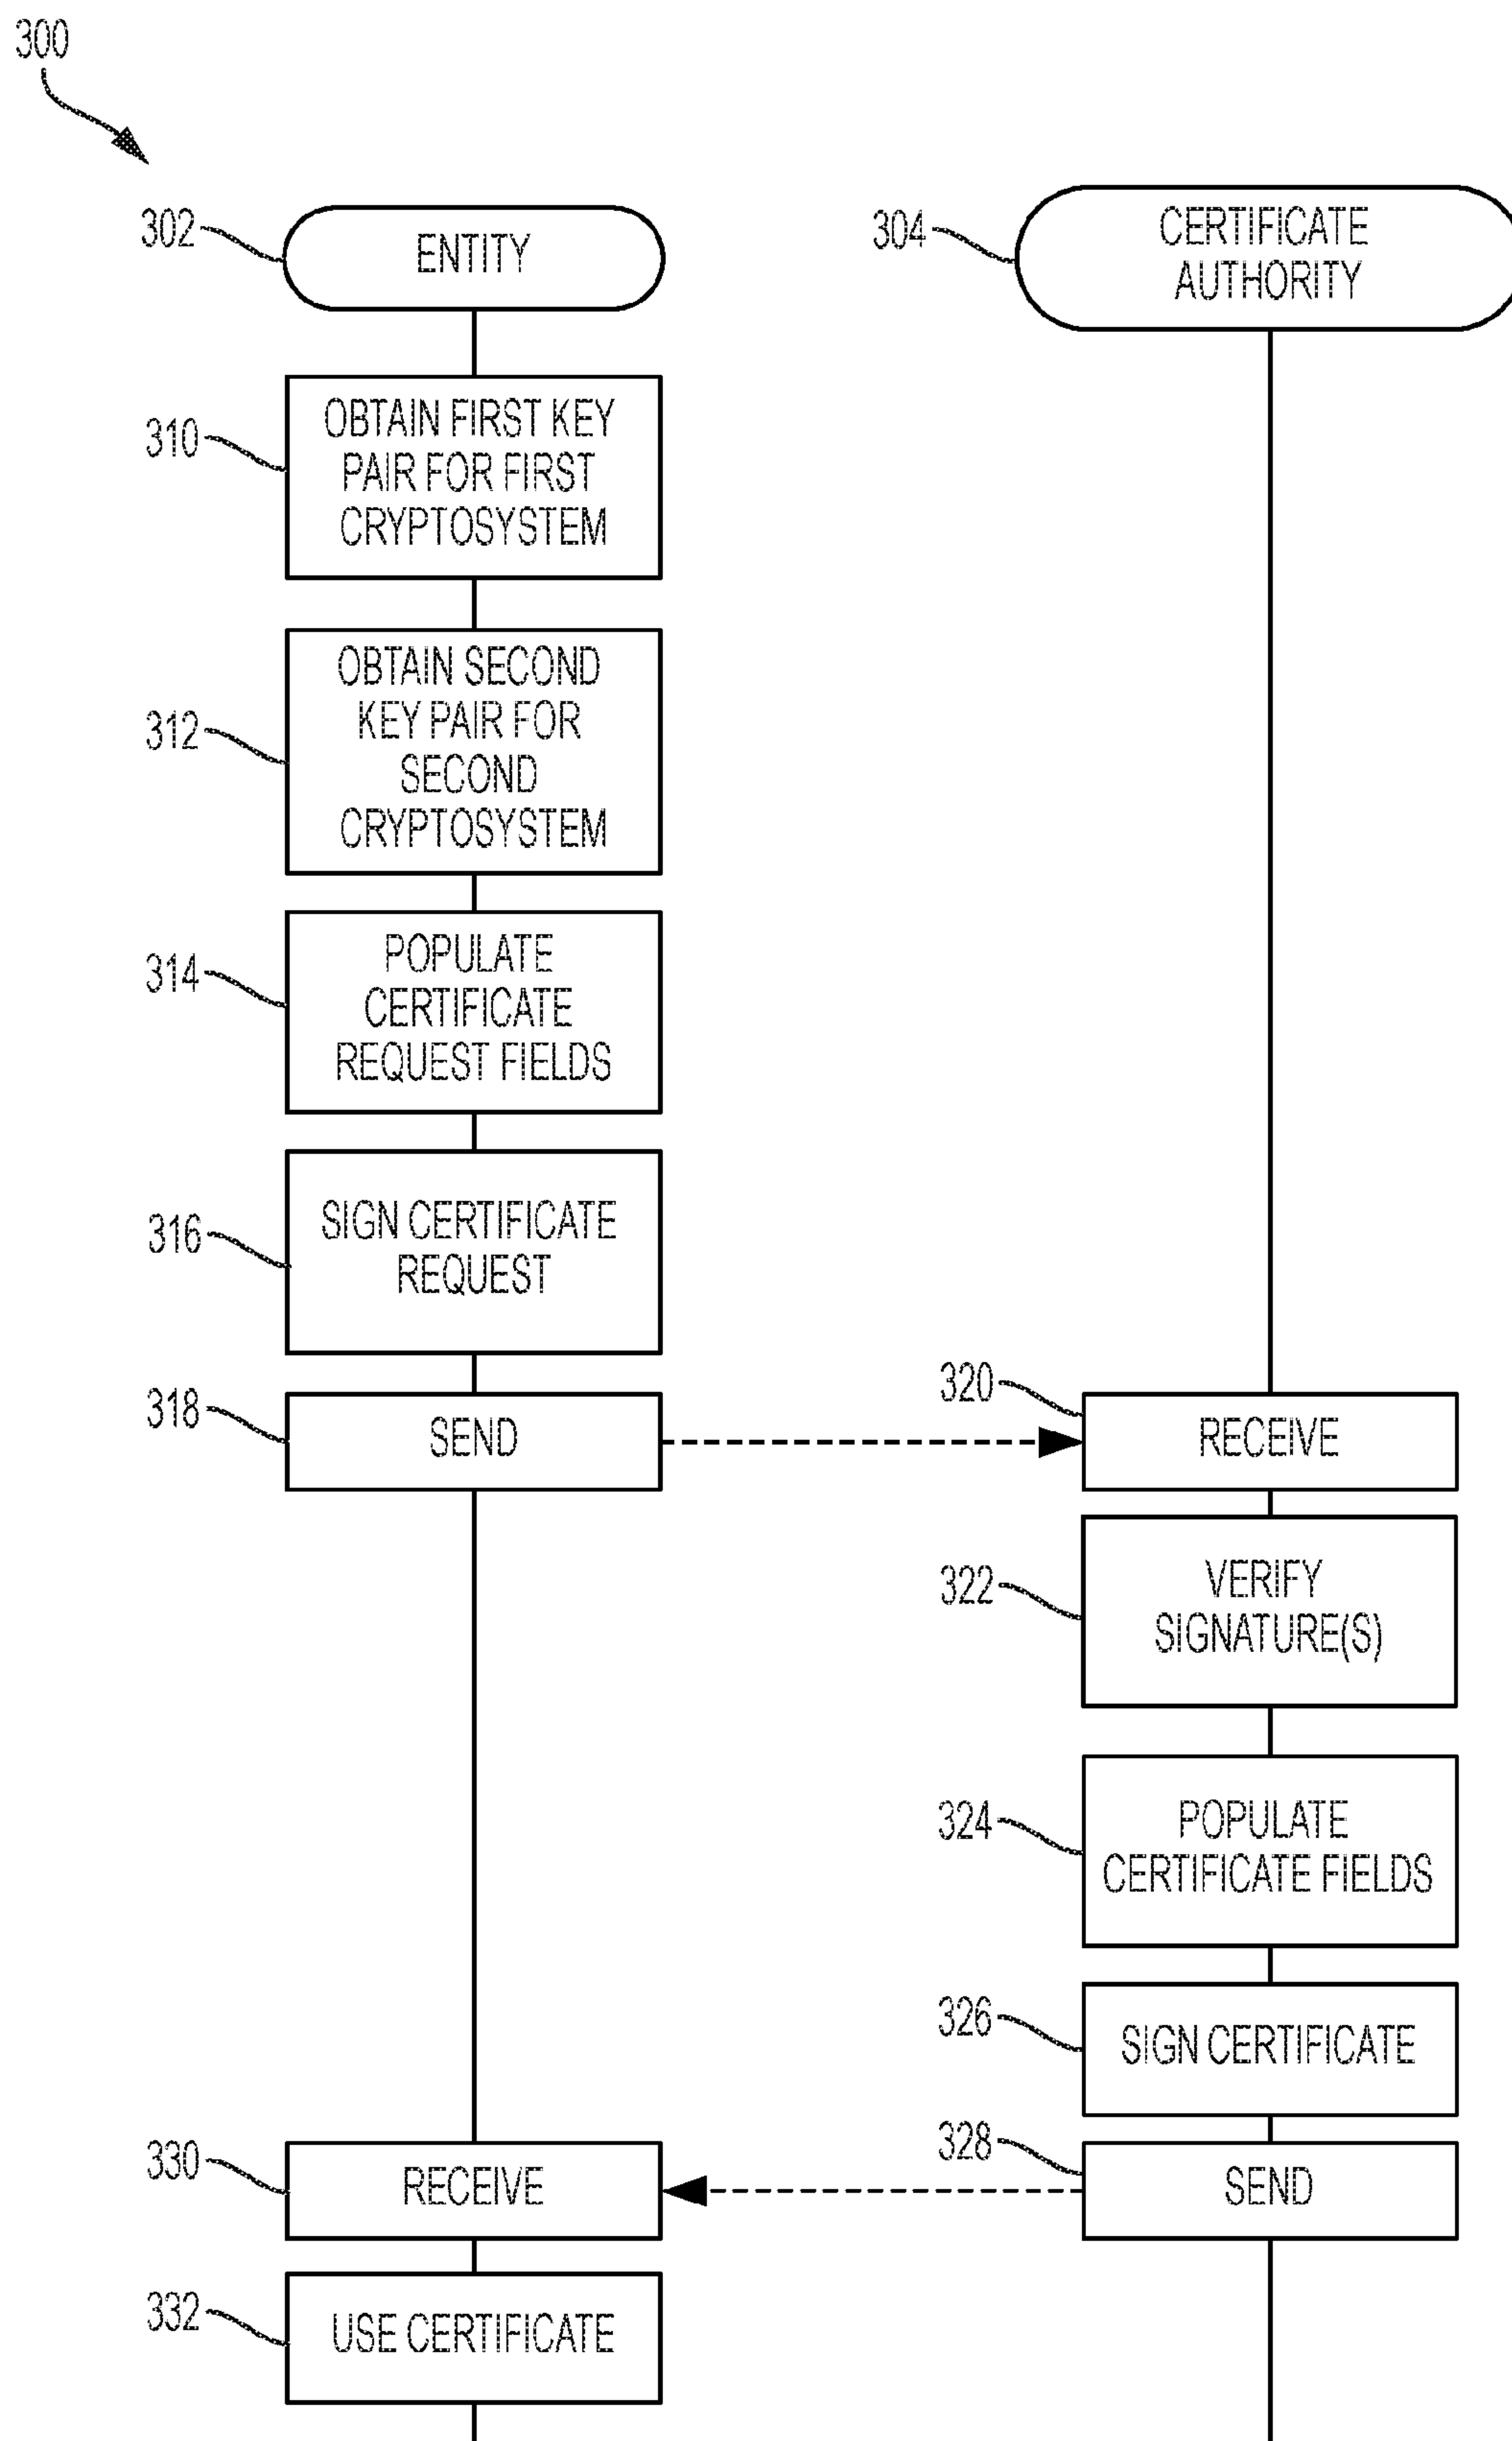 300
302
ENTITY
304
CERTIFICATE
AUTHORITY
310
OBTAIN FIRST KEY
PAIR FOR FIRST
CRYPTOSYSTEM
312
OBTAIN SECOND
KEY PAIR FOR
SECOND
CRYPTOSYSTEM
314
POPULATE
CERTIFICATE
REQUEST FIELDS
316
SIGN CERTIFICATE
REQUEST
318
SEND
320
RECEIVE
322
VERIFY
SIGNATURE(S)
324
POPULATE
CERTIFICATE FIELDS
326
SIGN CERTIFICATE
328
SEND
330
RECEIVE
332
USE CERTIFICATE